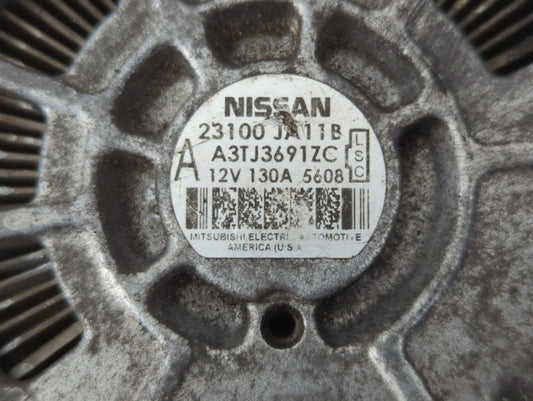 NISSAN
23100 JA11B
A A3TJ3691ZC
12V 130A 5608
L S C
MITSUBISHI ELECTRIC AUTOMOTIVE
AMERICA (U.S.A